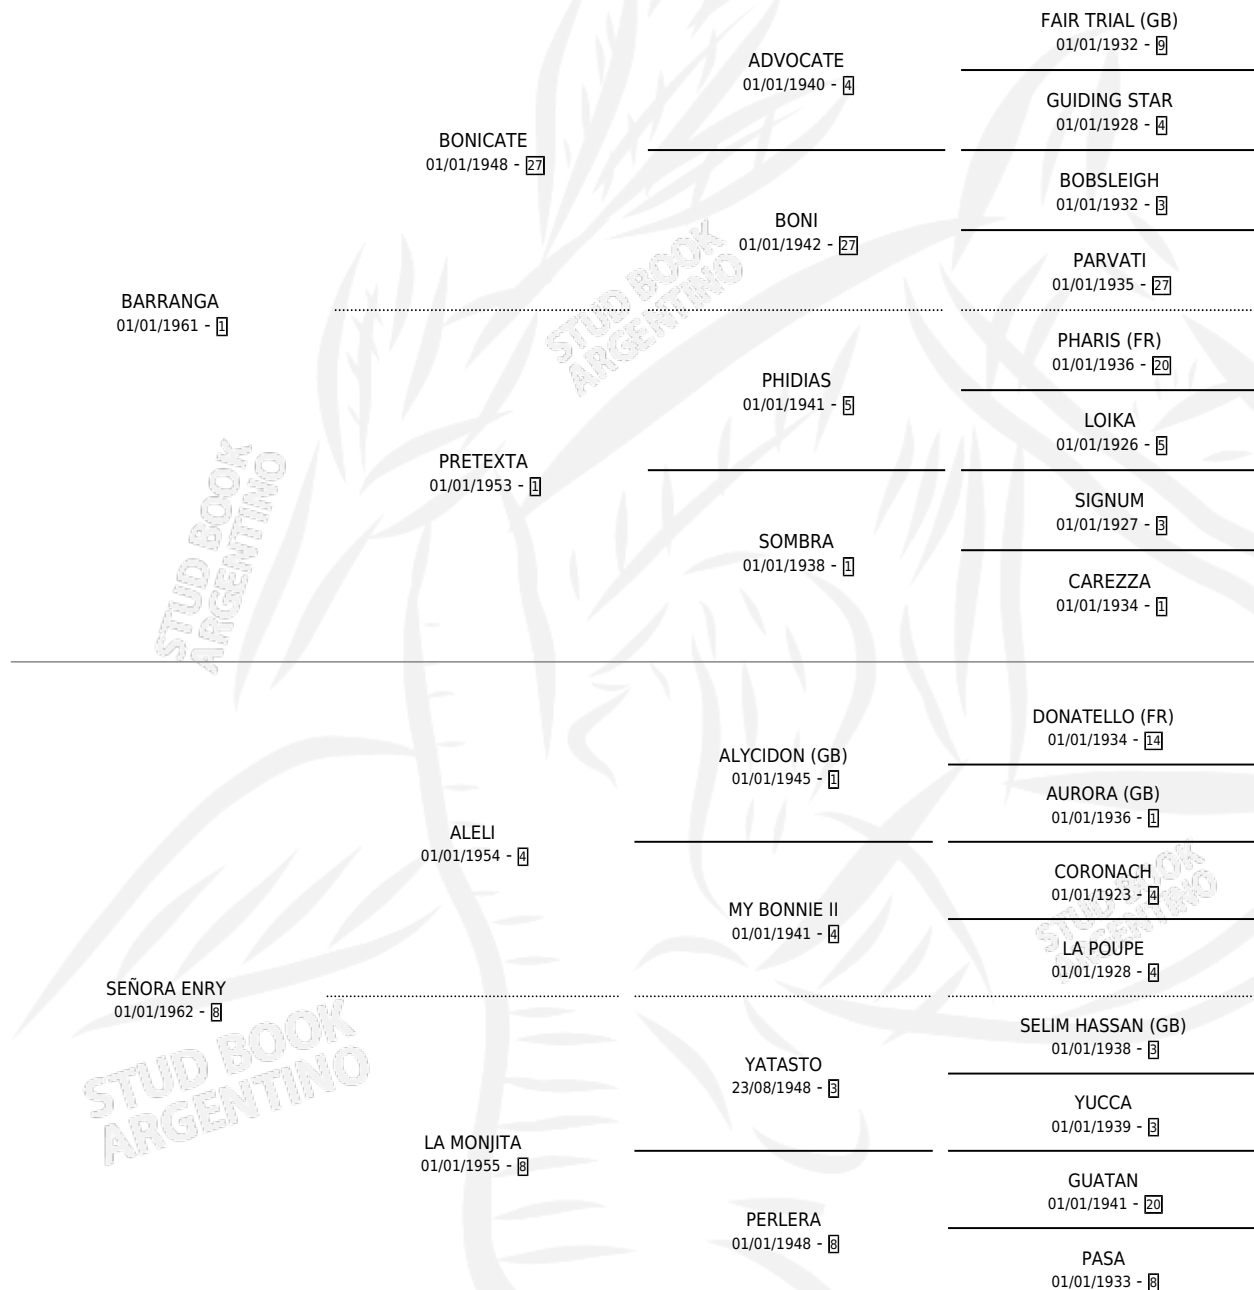 FAIR TRIAL (GB)
01/01/1932 - 9
ADVOCATE
01/01/1940 - 4
GUIDING STAR
01/01/1928 - 4
BONICATE
01/01/1948 - 27
BOBSLEIGH
01/01/1932 - 3
BONI
01/01/1942 - 27
PARVATI
01/01/1935 - 27
BARRANGA
01/01/1961 - 1
PHARIS (FR)
01/01/1936 - 20
PHIDIAS
01/01/1941 - 5
LOIKA
01/01/1926 - 5
PRETEXTA
01/01/1953 - 1
SIGNUM
01/01/1927 - 3
SOMBRA
01/01/1938 - 1
CAREZZA
01/01/1934 - 1
DONATELLO (FR)
01/01/1934 - 14
ALYCIDON (GB)
01/01/1945 - 1
AURORA (GB)
01/01/1936 - 1
ALELI
01/01/1954 - 4
CORONACH
01/01/1923 - 4
MY BONNIE II
01/01/1941 - 4
LA POUPE
01/01/1928 - 4
SEÑORA ENRY
01/01/1962 - 8
SELIM HASSAN (GB)
01/01/1938 - 3
YATASTO
23/08/1948 - 3
YUCCA
01/01/1939 - 3
LA MONJITA
01/01/1955 - 8
GUATAN
01/01/1941 - 20
PERLERA
01/01/1948 - 8
PASA
01/01/1933 - 8
STUD BOOK
ARGENTINO
STUD BOOK
ARGENTINO
STUD BOOK
ARGENTINO
STUD BOOK
ARGENTINO